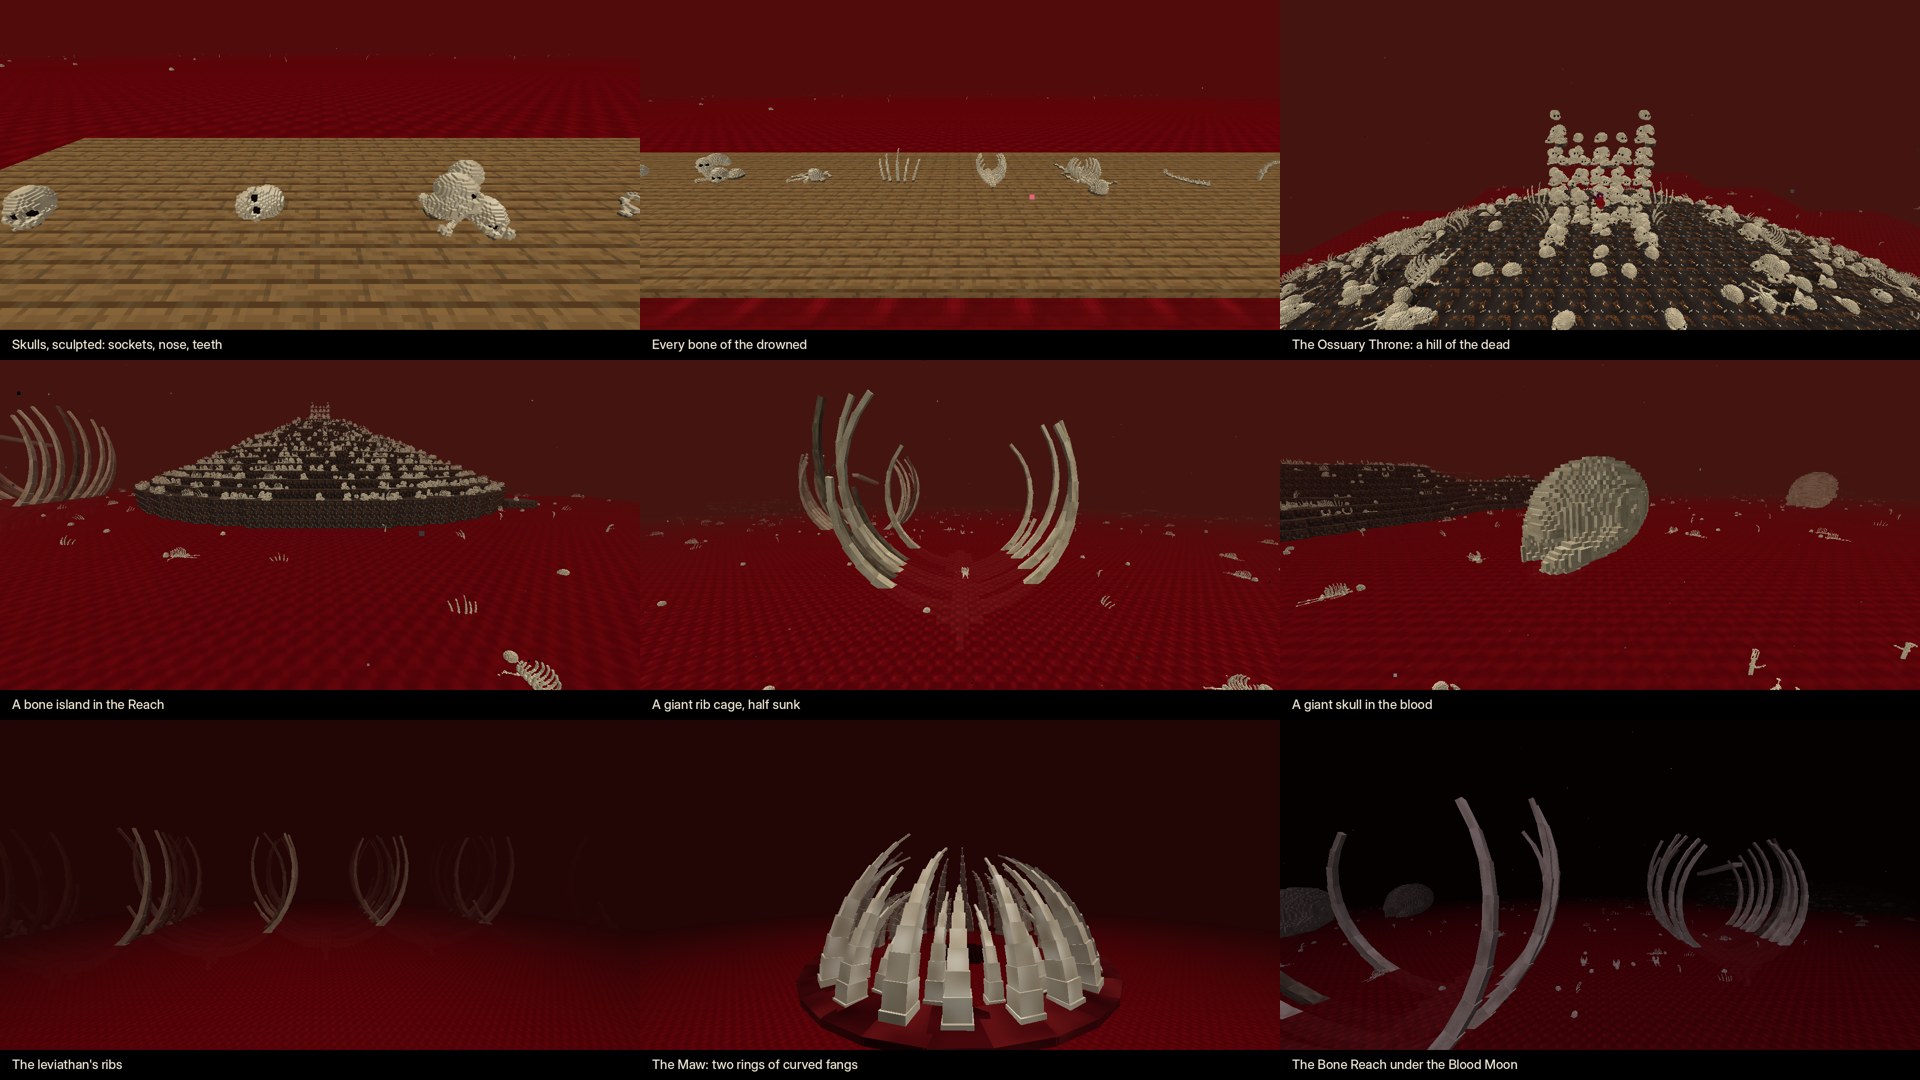 Skulls, sculpted: sockets, nose, teeth
Every bone of the drowned
The Ossuary Throne: a hill of the dead
A bone island in the Reach
A giant rib cage, half sunk
A giant skull in the blood
The leviathan's ribs
The Maw: two rings of curved fangs
The Bone Reach under the Blood Moon